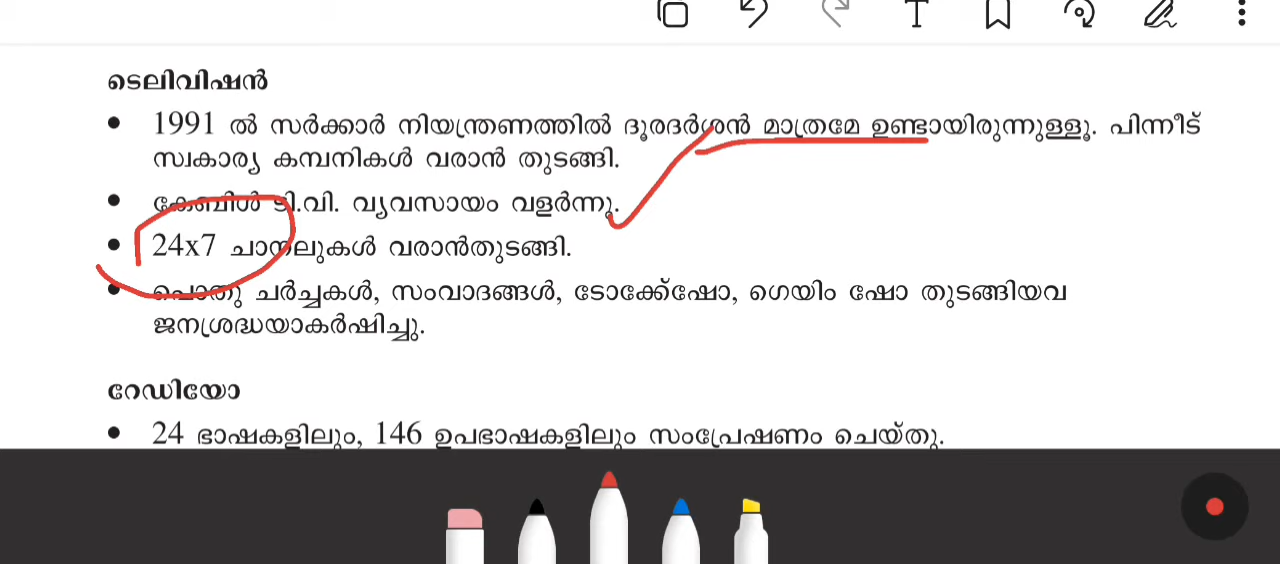 ടെലിവിഷൻ
● 1991 ൽ സർക്കാർ നിയന്ത്രണത്തിൽ ദൂരദർശൻ മാത്രമേ ഉണ്ടായിരുന്നുള്ളൂ. പിന്നീട്
സ്വകാര്യ കമ്പനികൾ വരാൻ തുടങ്ങി.
● കേബിൾ ടി.വി. വ്യവസായം വളർന്നു.
● 24x7 ചാനലുകൾ വരാൻതുടങ്ങി.
● പൊതു ചർച്ചകൾ, സംവാദങ്ങൾ, ടോക്ക്ഷോ, ഗെയിം ഷോ തുടങ്ങിയവ
ജനശ്രദ്ധയാകർഷിച്ചു.
റേഡിയോ
● 24 ഭാഷകളിലും, 146 ഉപഭാഷകളിലും സംപ്രേഷണം ചെയ്തു.